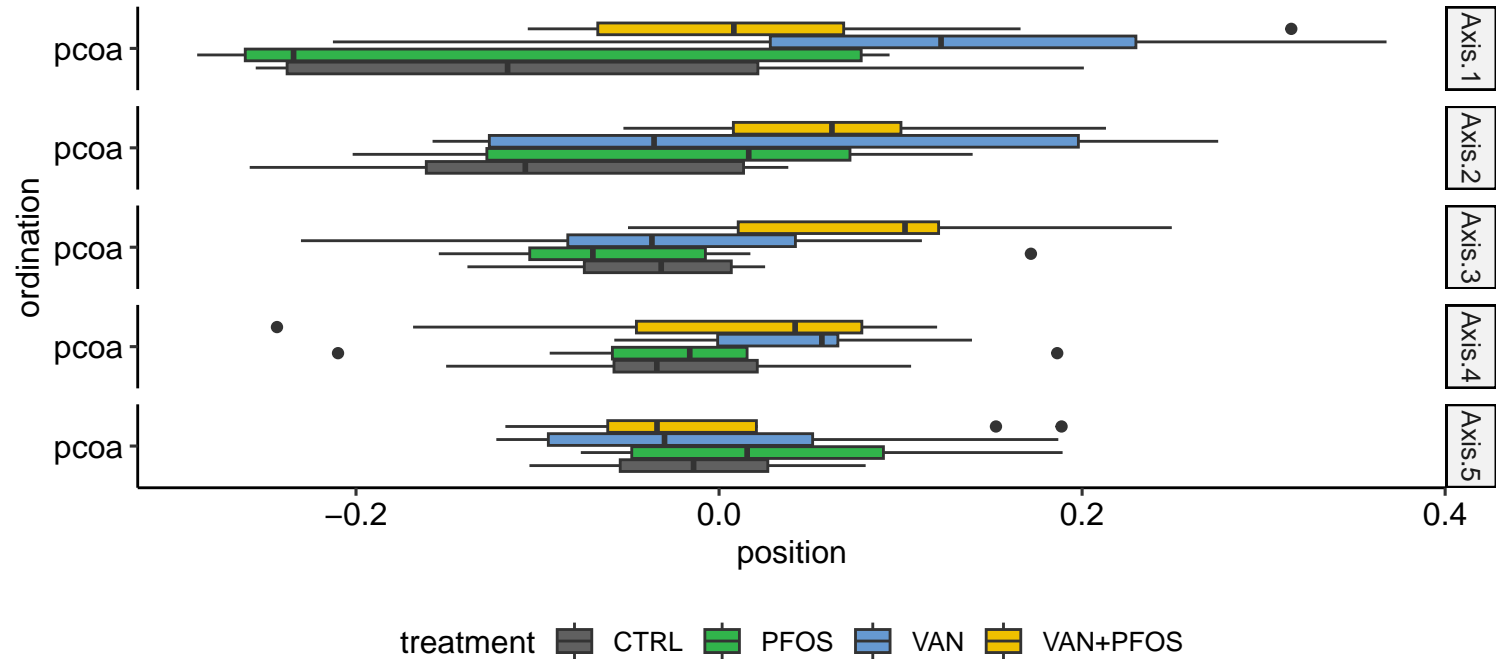 pcoa
Axis.1
pcoa
Axis.2
ordination
pcoa
Axis.3
pcoa
Axis.4
pcoa
Axis.5
−0.2 0.0 0.2 0.4
position
treatment CTRL PFOS VAN VAN+PFOS